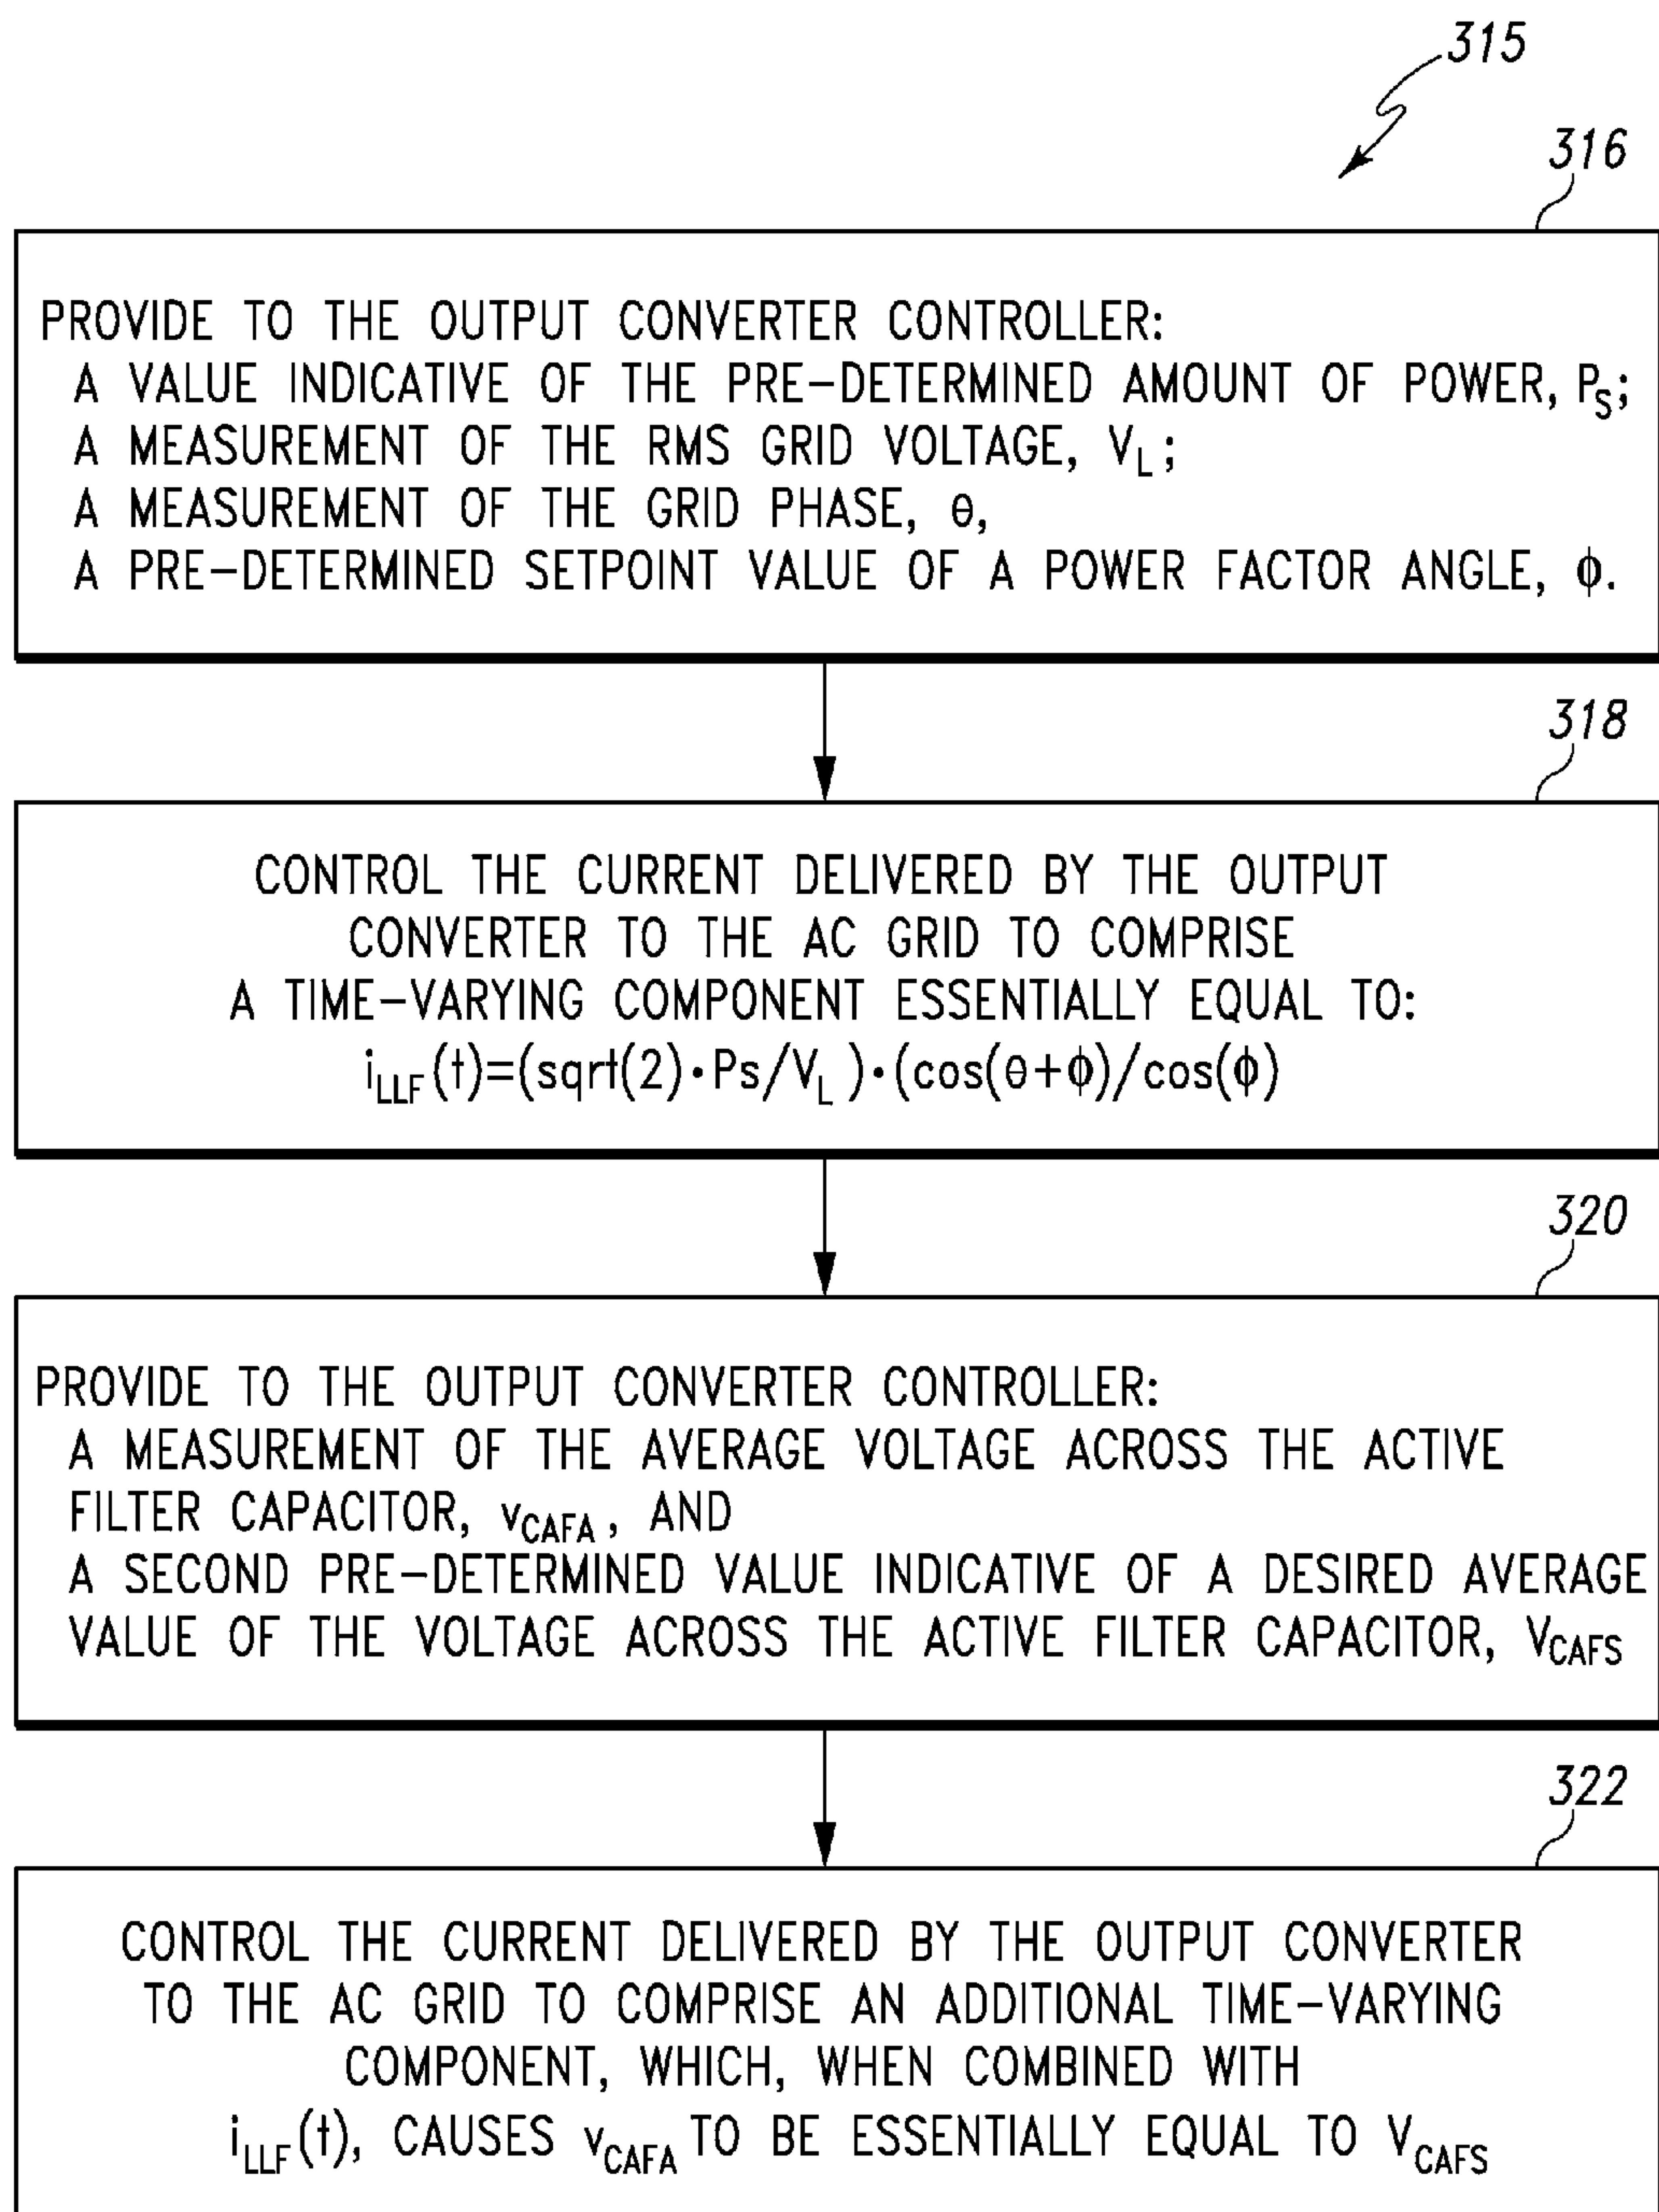 315
316
PROVIDE TO THE OUTPUT CONVERTER CONTROLLER:
A VALUE INDICATIVE OF THE PRE-DETERMINED AMOUNT OF POWER, PS;
A MEASUREMENT OF THE RMS GRID VOLTAGE, VL;
A MEASUREMENT OF THE GRID PHASE, θ,
A PRE-DETERMINED SETPOINT VALUE OF A POWER FACTOR ANGLE, ϕ.
318
CONTROL THE CURRENT DELIVERED BY THE OUTPUT
CONVERTER TO THE AC GRID TO COMPRISE
A TIME-VARYING COMPONENT ESSENTIALLY EQUAL TO:
iLLF(t)=(sqrt(2)•Ps/VL)•(cos(θ+ϕ)/cos(ϕ)
320
PROVIDE TO THE OUTPUT CONVERTER CONTROLLER:
A MEASUREMENT OF THE AVERAGE VOLTAGE ACROSS THE ACTIVE
FILTER CAPACITOR, vCAFA, AND
A SECOND PRE-DETERMINED VALUE INDICATIVE OF A DESIRED AVERAGE
VALUE OF THE VOLTAGE ACROSS THE ACTIVE FILTER CAPACITOR, VCAFS
322
CONTROL THE CURRENT DELIVERED BY THE OUTPUT CONVERTER
TO THE AC GRID TO COMPRISE AN ADDITIONAL TIME-VARYING
COMPONENT, WHICH, WHEN COMBINED WITH
iLLF(t), CAUSES vCAFA TO BE ESSENTIALLY EQUAL TO VCAFS